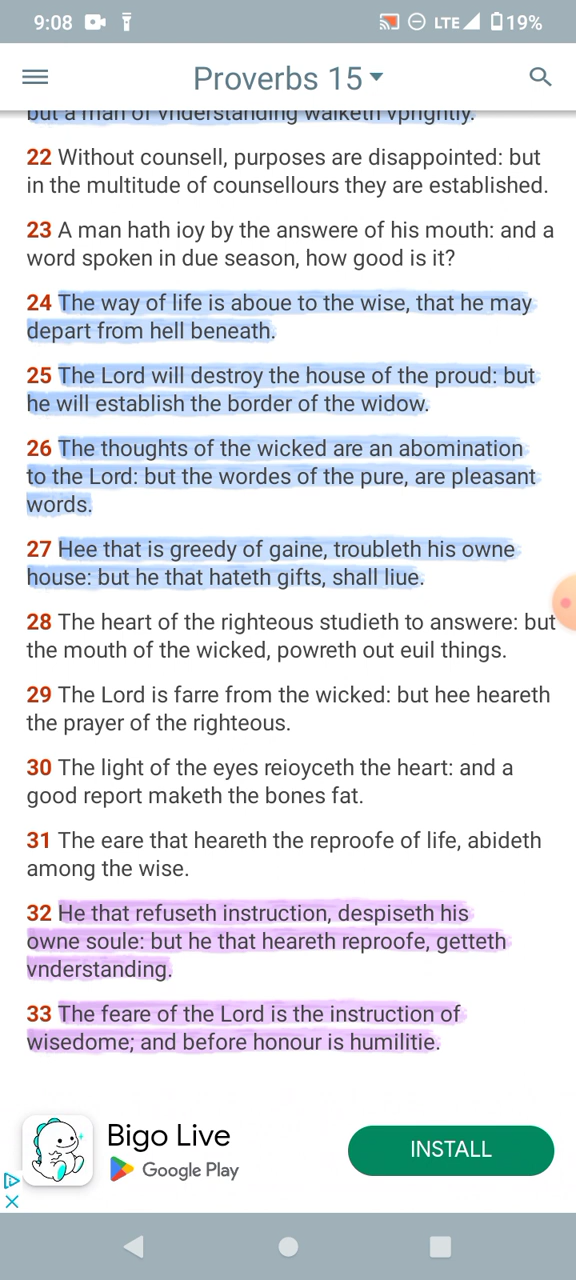 9:08 LTE 19%
Proverbs 15
but a man of vnderstanding walketh vprightly.
22 Without counsell, purposes are disappointed: but
in the multitude of counsellours they are established.
23 A man hath ioy by the answere of his mouth: and a
word spoken in due season, how good is it?
24 The way of life is aboue to the wise, that he may
depart from hell beneath.
25 The Lord will destroy the house of the proud: but
he will establish the border of the widow.
26 The thoughts of the wicked are an abomination
to the Lord: but the wordes of the pure, are pleasant
words.
27 Hee that is greedy of gaine, troubleth his owne
house: but he that hateth gifts, shall liue.
28 The heart of the righteous studieth to answere: but
the mouth of the wicked, powreth out euil things.
29 The Lord is farre from the wicked: but hee heareth
the prayer of the righteous.
30 The light of the eyes reioyceth the heart: and a
good report maketh the bones fat.
31 The eare that heareth the reproofe of life, abideth
among the wise.
32 He that refuseth instruction, despiseth his
owne soule: but he that heareth reproofe, getteth
vnderstanding.
33 The feare of the Lord is the instruction of
wisedome; and before honour is humilitie.
Bigo Live
Google Play
INSTALL